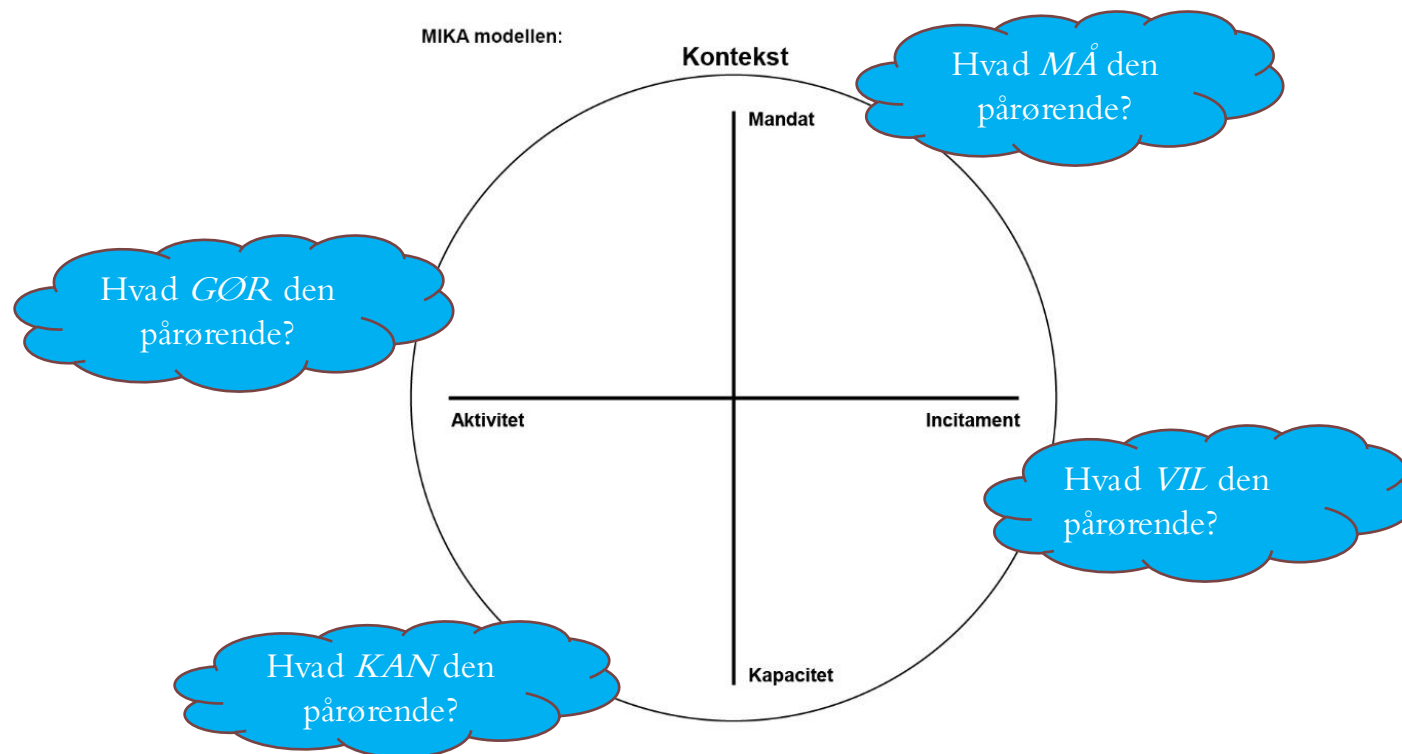 MIKA modellen:
Kontekst
Hvad MÅ den
pårørende?
Mandat
Hvad GØR den
pårørende?
Aktivitet
Incitament
Hvad VIL den
pårørende?
Hvad KAN den
pårørende?
Kapacitet